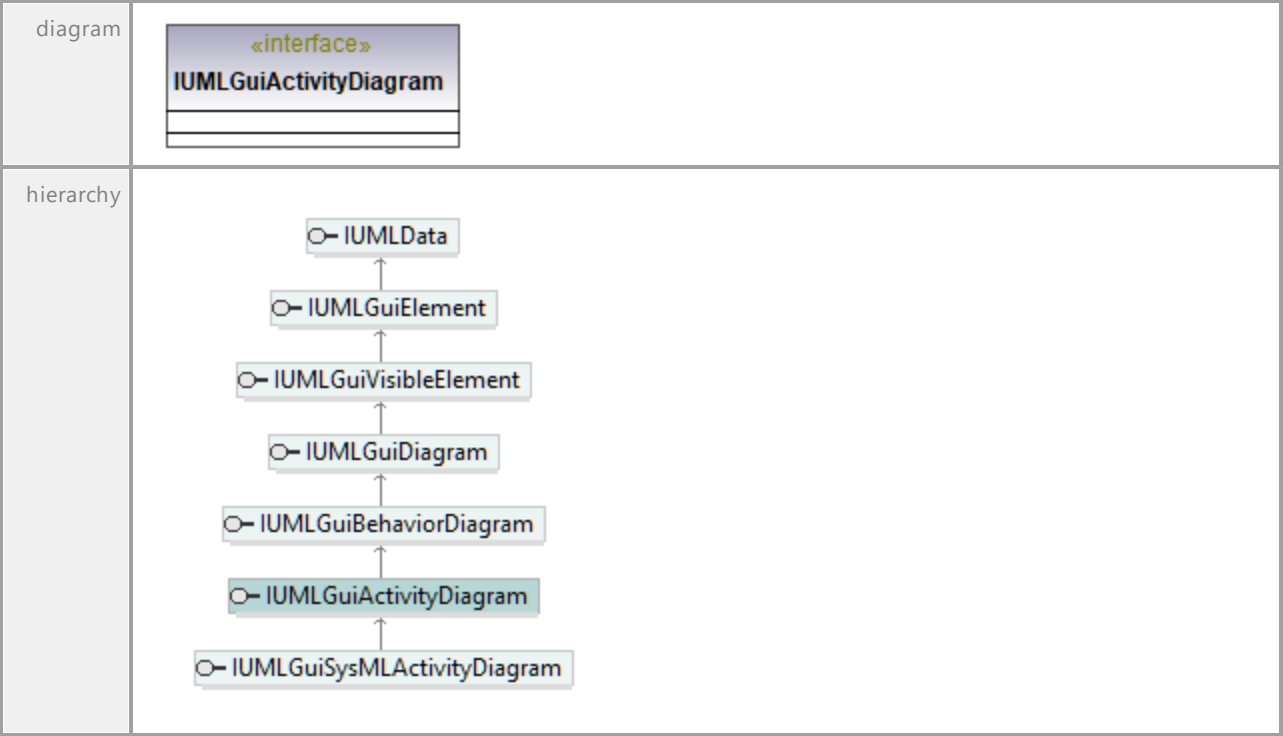 diagram
«interface»
IUMLGuiActivityDiagram
hierarchy
IUMLData
IUMLGuiElement
IUMLGuiVisibleElement
IUMLGuiDiagram
IUMLGuiBehaviorDiagram
IUMLGuiActivityDiagram
IUMLGuiSysMLActivityDiagram